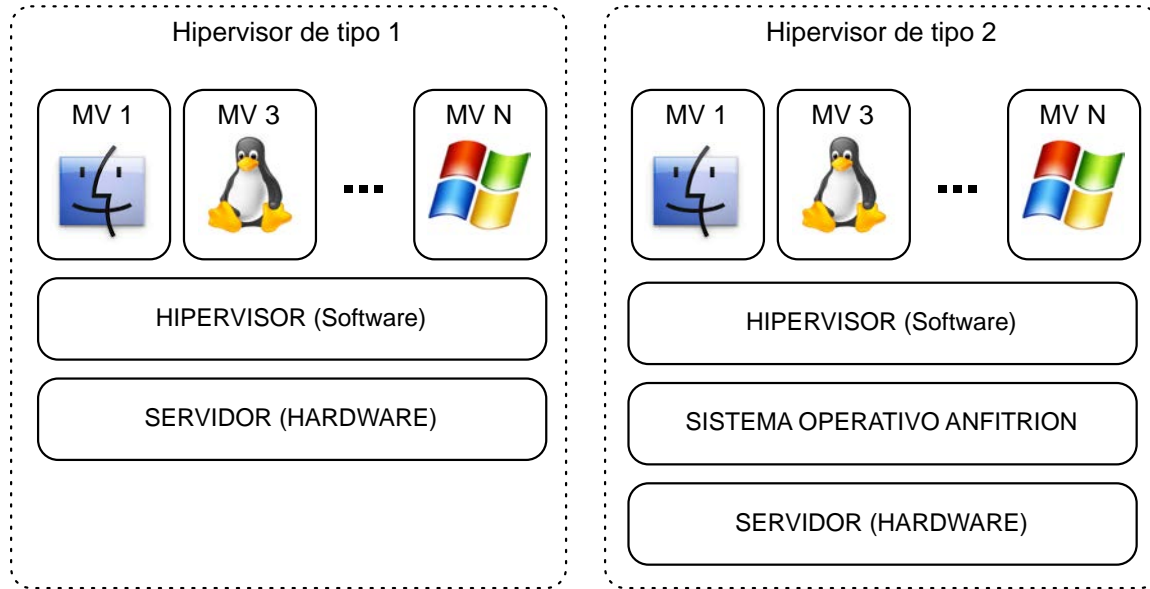 Hipervisor de tipo 1
MV 1
MV 3
MV N
HIPERVISOR (Software)
SERVIDOR (HARDWARE)
Hipervisor de tipo 2
MV 1
MV 3
MV N
HIPERVISOR (Software)
SISTEMA OPERATIVO ANFITRION
SERVIDOR (HARDWARE)